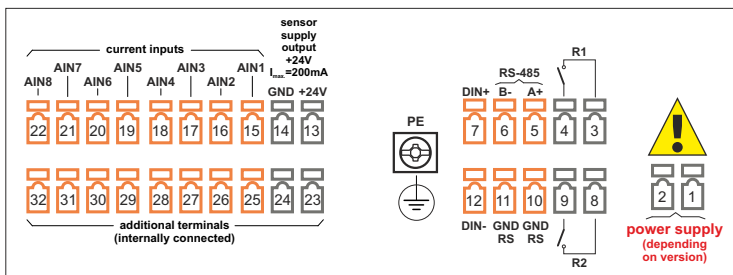 sensor
supply
output
+24V
Imax.=200mA
current inputs
AIN8 AIN7 AIN6 AIN5 AIN4 AIN3 AIN2 AIN1 GND +24V
22 21 20 19 18 17 16 15 14 13
32 31 30 29 28 27 26 25 24 23
additional terminals
(internally connected)
PE
R1
RS-485
DIN+ B- A+
7 6 5 4 3
12 11 10 9 8
DIN- GND GND
RS RS
R2
2 1
power supply
(depending
on version)